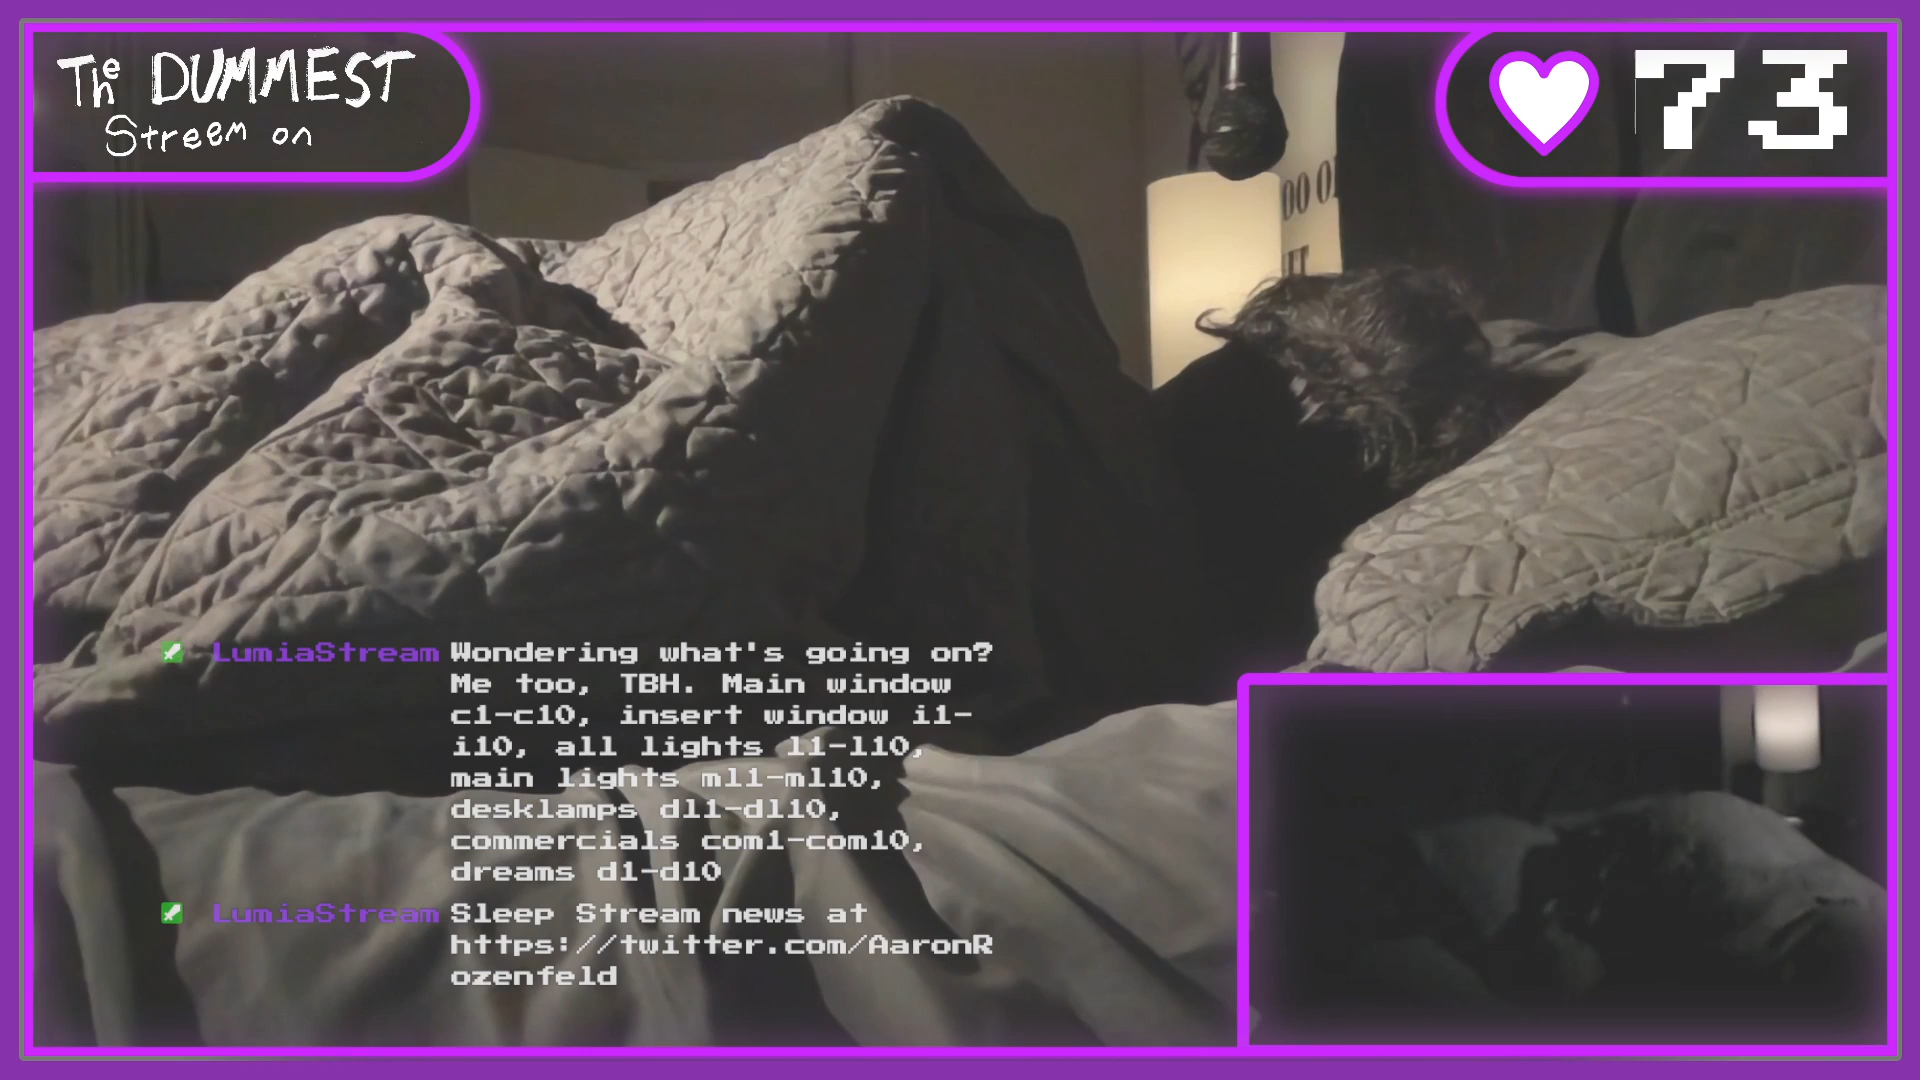 The DUMMEST
Streem on
73
DO O
IT
LumiaStream Wondering what's going on?
Me too, TBH. Main window
c1-c10, insert window i1-
i10, all lights l1-l10,
main lights ml1-ml10,
desklamps dl1-dl10,
commercials com1-com10,
dreams d1-d10
LumiaStream Sleep Stream news at
https://twitter.com/AaronR
ozenfeld